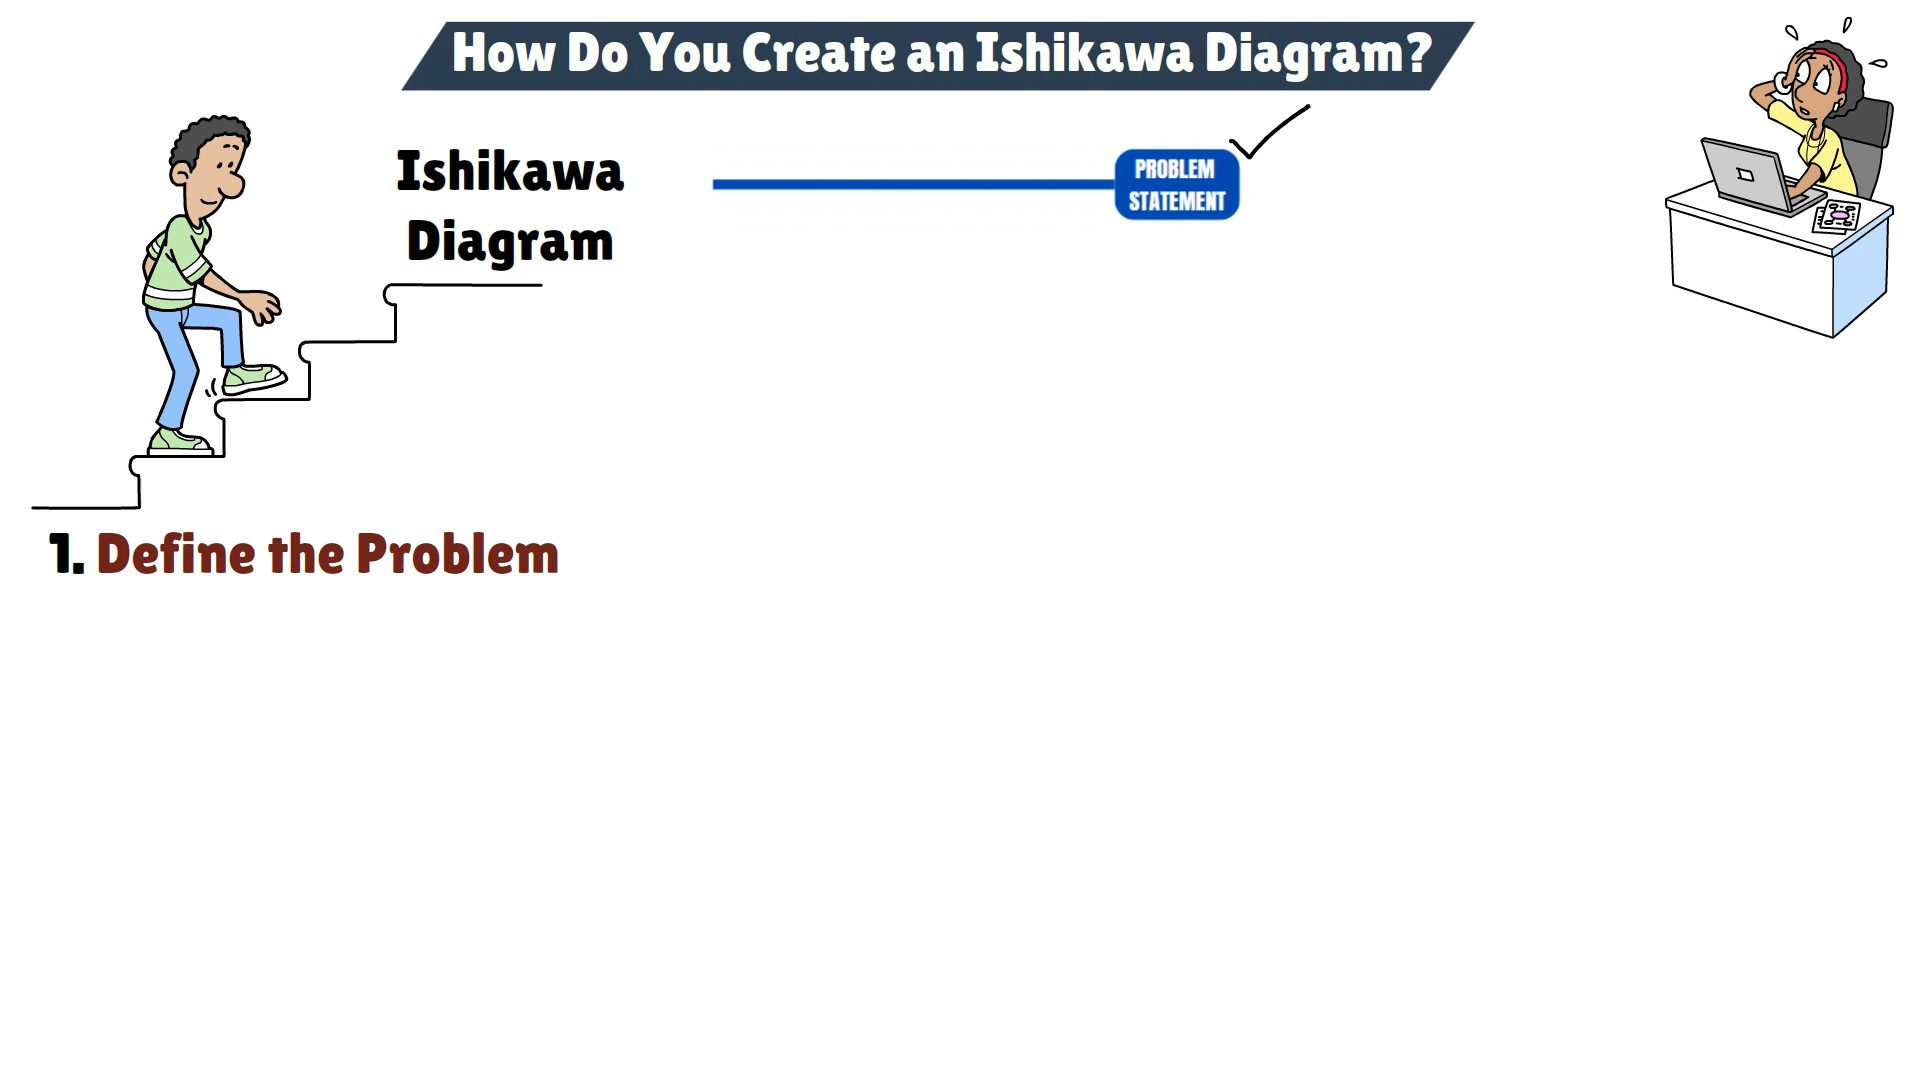 How Do You Create an Ishikawa Diagram?
Ishikawa
Diagram
PROBLEM
STATEMENT
1. Define the Problem